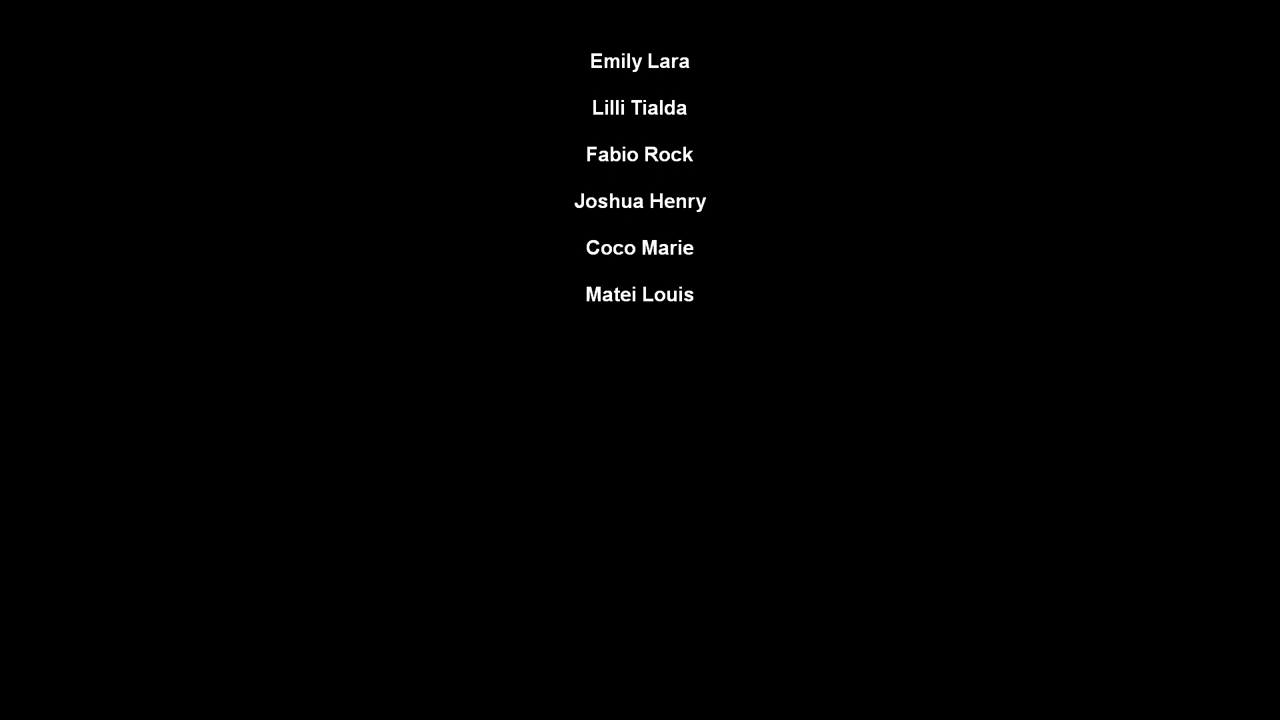 Emily Lara
Lilli Tialda
Fabio Rock
Joshua Henry
Coco Marie
Matei Louis